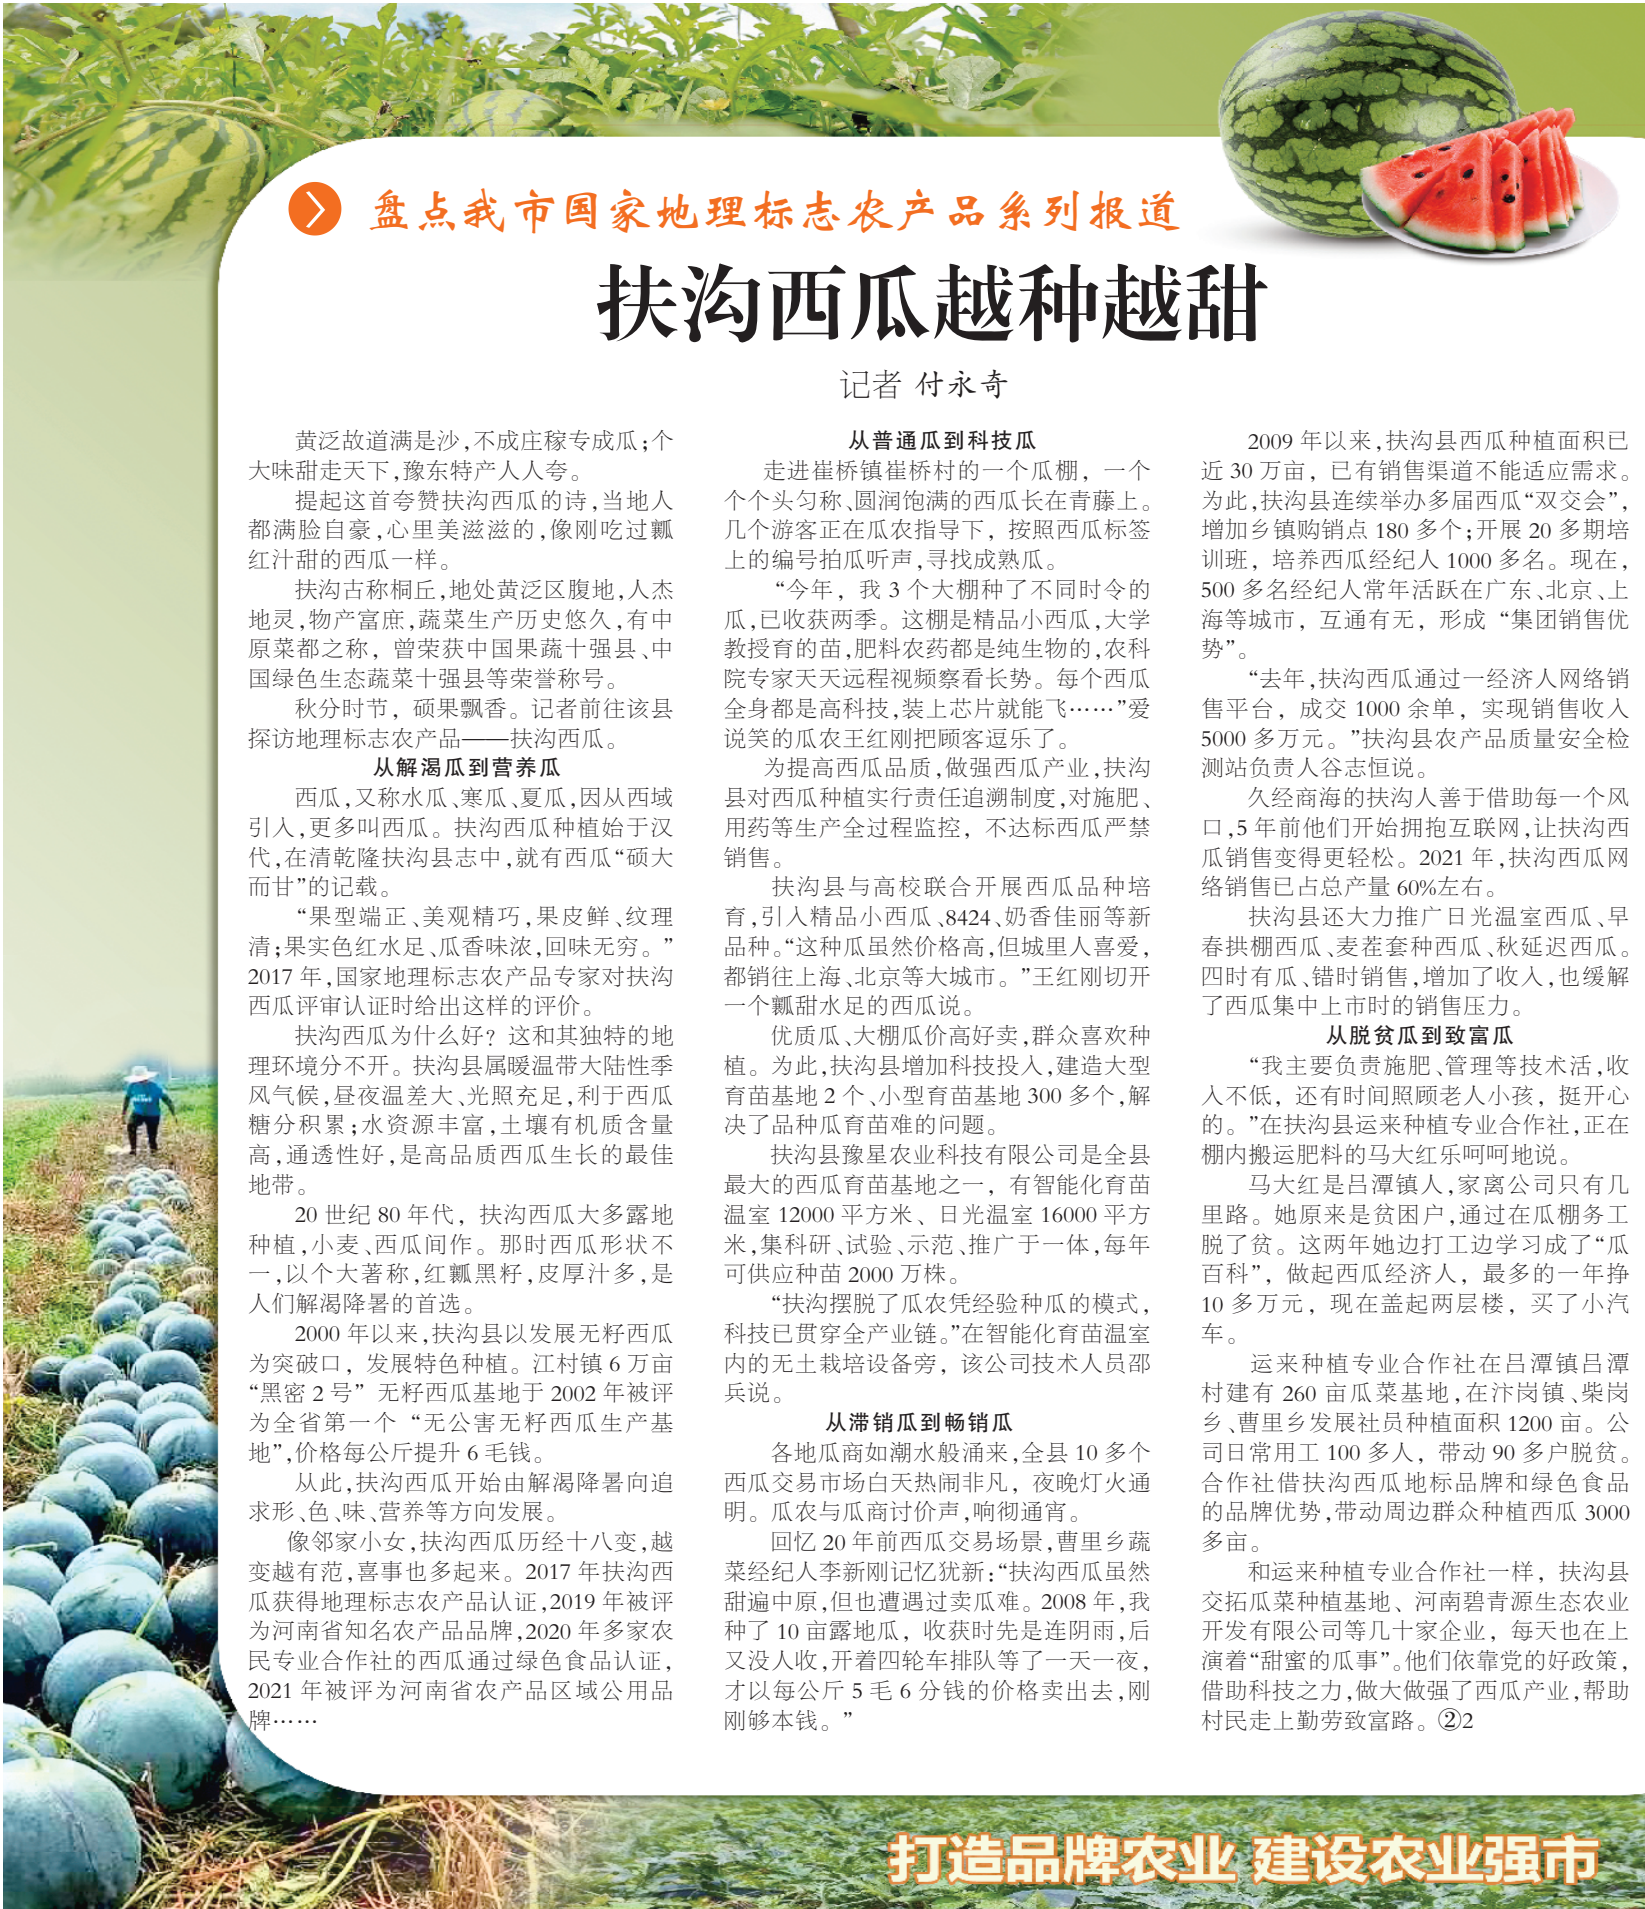 盘点我市国家地理标志农产品系列报道
扶沟西瓜越种越甜
记者 付永奇
黄泛故道满是沙,不成庄稼专成瓜;个
大味甜走天下,豫东特产人人夸。
提起这首夸赞扶沟西瓜的诗,当地人
都满脸自豪,心里美滋滋的,像刚吃过瓤
红汁甜的西瓜一样。
扶沟古称桐丘,地处黄泛区腹地,人杰
地灵,物产富庶,蔬菜生产历史悠久,有中
原菜都之称，曾荣获中国果蔬十强县、中
国绿色生态蔬菜十强县等荣誉称号。
秋分时节，硕果飘香。记者前往该县
探访地理标志农产品——扶沟西瓜。
从解渴瓜到营养瓜
西瓜,又称水瓜、寒瓜、夏瓜,因从西域
引入,更多叫西瓜。扶沟西瓜种植始于汉
代,在清乾隆扶沟县志中,就有西瓜“硕大
而甘”的记载。
“果型端正、美观精巧,果皮鲜、纹理
清;果实色红水足、瓜香味浓,回味无穷。”
2017 年,国家地理标志农产品专家对扶沟
西瓜评审认证时给出这样的评价。
扶沟西瓜为什么好？这和其独特的地
理环境分不开。扶沟县属暖温带大陆性季
风气候,昼夜温差大、光照充足,利于西瓜
糖分积累;水资源丰富,土壤有机质含量
高,通透性好,是高品质西瓜生长的最佳
地带。
20 世纪 80 年代，扶沟西瓜大多露地
种植,小麦、西瓜间作。那时西瓜形状不
一,以个大著称,红瓤黑籽,皮厚汁多,是
人们解渴降暑的首选。
2000 年以来,扶沟县以发展无籽西瓜
为突破口，发展特色种植。江村镇 6 万亩
“黑密 2 号”无籽西瓜基地于 2002 年被评
为全省第一个“无公害无籽西瓜生产基
地”,价格每公斤提升 6 毛钱。
从此,扶沟西瓜开始由解渴降暑向追
求形、色、味、营养等方向发展。
像邻家小女,扶沟西瓜历经十八变,越
变越有范,喜事也多起来。2017 年扶沟西
瓜获得地理标志农产品认证,2019 年被评
为河南省知名农产品品牌,2020 年多家农
民专业合作社的西瓜通过绿色食品认证,
2021 年被评为河南省农产品区域公用品
牌……
从普通瓜到科技瓜
走进崔桥镇崔桥村的一个瓜棚，一个
个个头匀称、圆润饱满的西瓜长在青藤上。
几个游客正在瓜农指导下，按照西瓜标签
上的编号拍瓜听声,寻找成熟瓜。
“今年，我 3 个大棚种了不同时令的
瓜,已收获两季。这棚是精品小西瓜,大学
教授育的苗,肥料农药都是纯生物的,农科
院专家天天远程视频察看长势。每个西瓜
全身都是高科技,装上芯片就能飞……”爱
说笑的瓜农王红刚把顾客逗乐了。
为提高西瓜品质,做强西瓜产业,扶沟
县对西瓜种植实行责任追溯制度,对施肥、
用药等生产全过程监控，不达标西瓜严禁
销售。
扶沟县与高校联合开展西瓜品种培
育,引入精品小西瓜、8424、奶香佳丽等新
品种。“这种瓜虽然价格高,但城里人喜爱,
都销往上海、北京等大城市。”王红刚切开
一个瓤甜水足的西瓜说。
优质瓜、大棚瓜价高好卖,群众喜欢种
植。为此,扶沟县增加科技投入,建造大型
育苗基地 2 个、小型育苗基地 300 多个,解
决了品种瓜育苗难的问题。
扶沟县豫星农业科技有限公司是全县
最大的西瓜育苗基地之一，有智能化育苗
温室 12000 平方米、日光温室 16000 平方
米,集科研、试验、示范、推广于一体,每年
可供应种苗 2000 万株。
“扶沟摆脱了瓜农凭经验种瓜的模式,
科技已贯穿全产业链。”在智能化育苗温室
内的无土栽培设备旁，该公司技术人员邵
兵说。
从滞销瓜到畅销瓜
各地瓜商如潮水般涌来,全县 10 多个
西瓜交易市场白天热闹非凡，夜晚灯火通
明。瓜农与瓜商讨价声,响彻通宵。
回忆 20 年前西瓜交易场景,曹里乡蔬
菜经纪人李新刚记忆犹新:“扶沟西瓜虽然
甜遍中原,但也遭遇过卖瓜难。2008 年,我
种了 10 亩露地瓜，收获时先是连阴雨,后
又没人收,开着四轮车排队等了一天一夜,
才以每公斤 5 毛 6 分钱的价格卖出去,刚
刚够本钱。”
2009 年以来,扶沟县西瓜种植面积已
近 30 万亩，已有销售渠道不能适应需求。
为此,扶沟县连续举办多届西瓜“双交会”,
增加乡镇购销点 180 多个;开展 20 多期培
训班，培养西瓜经纪人 1000 多名。现在,
500 多名经纪人常年活跃在广东、北京、上
海等城市，互通有无，形成“集团销售优
势”。
“去年,扶沟西瓜通过一经济人网络销
售平台，成交 1000 余单，实现销售收入
5000 多万元。”扶沟县农产品质量安全检
测站负责人谷志恒说。
久经商海的扶沟人善于借助每一个风
口,5 年前他们开始拥抱互联网,让扶沟西
瓜销售变得更轻松。2021 年,扶沟西瓜网
络销售已占总产量 60%左右。
扶沟县还大力推广日光温室西瓜、早
春拱棚西瓜、麦茬套种西瓜、秋延迟西瓜。
四时有瓜、错时销售,增加了收入,也缓解
了西瓜集中上市时的销售压力。
从脱贫瓜到致富瓜
“我主要负责施肥、管理等技术活,收
入不低，还有时间照顾老人小孩，挺开心
的。”在扶沟县运来种植专业合作社,正在
棚内搬运肥料的马大红乐呵呵地说。
马大红是吕潭镇人,家离公司只有几
里路。她原来是贫困户,通过在瓜棚务工
脱了贫。这两年她边打工边学习成了“瓜
百科”，做起西瓜经济人，最多的一年挣
10 多万元，现在盖起两层楼，买了小汽
车。
运来种植专业合作社在吕潭镇吕潭
村建有 260 亩瓜菜基地,在汴岗镇、柴岗
乡、曹里乡发展社员种植面积 1200 亩。公
司日常用工 100 多人，带动 90 多户脱贫。
合作社借扶沟西瓜地标品牌和绿色食品
的品牌优势,带动周边群众种植西瓜 3000
多亩。
和运来种植专业合作社一样，扶沟县
交拓瓜菜种植基地、河南碧青源生态农业
开发有限公司等几十家企业，每天也在上
演着“甜蜜的瓜事”。他们依靠党的好政策,
借助科技之力,做大做强了西瓜产业,帮助
村民走上勤劳致富路。②2
打造品牌农业 建设农业强市